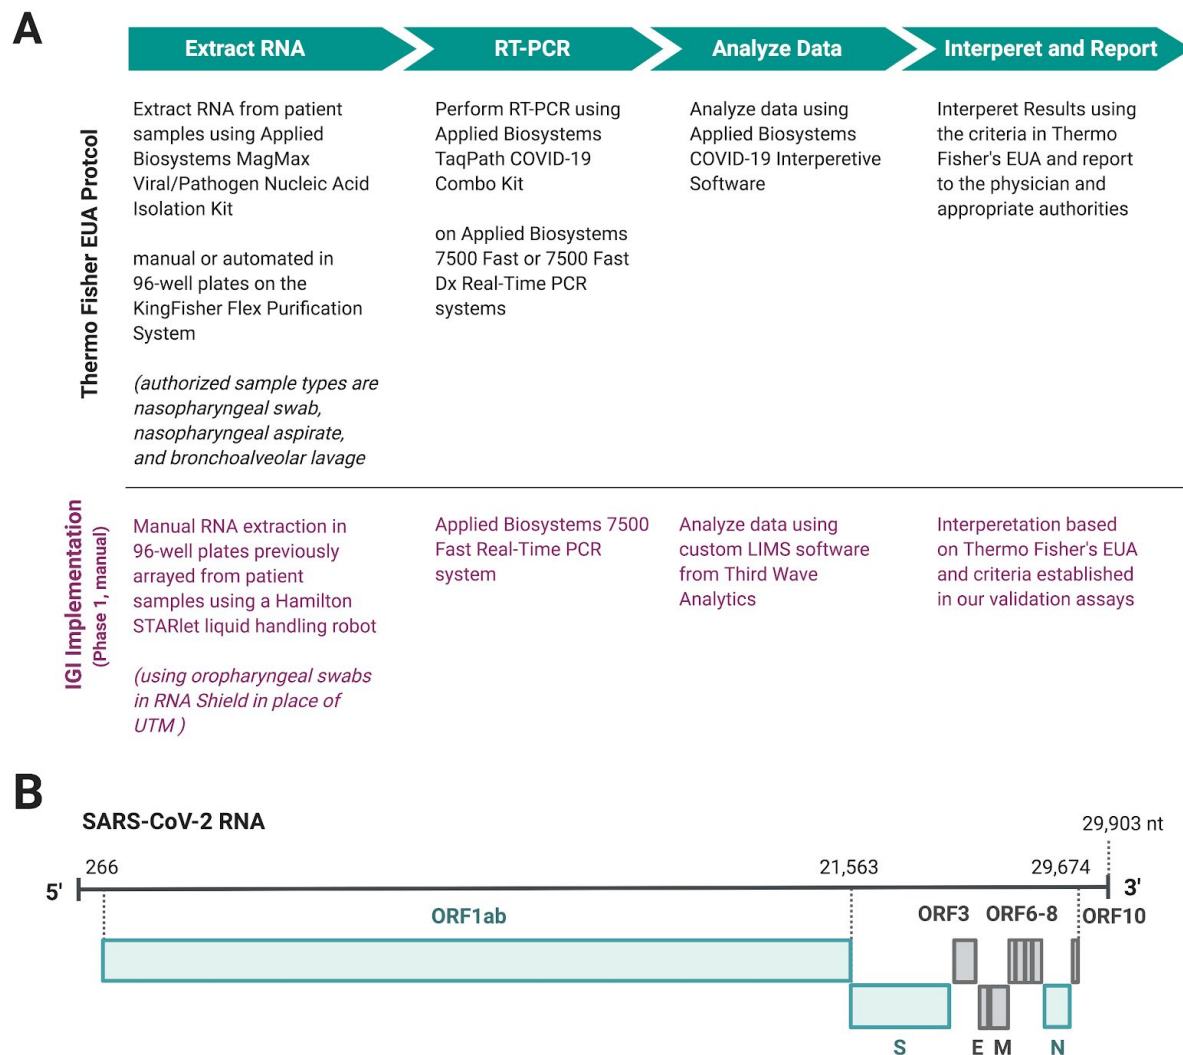 A
Extract RNA
RT-PCR
Analyze Data
Interperet and Report
Thermo Fisher EUA Protcol
Extract RNA from patient
samples using Applied
Biosystems MagMax
Viral/Pathogen Nucleic Acid
Isolation Kit
manual or automated in
96-well plates on the
KingFisher Flex Purification
System
(authorized sample types are
nasopharyngeal swab,
nasopharyngeal aspirate,
and bronchoalveolar lavage
Perform RT-PCR using
Applied Biosystems
TaqPath COVID-19
Combo Kit
on Applied Biosystems
7500 Fast or 7500 Fast
Dx Real-Time PCR
systems
Analyze data using
Applied Biosystems
COVID-19 Interperetive
Software
Interperet Results using
the criteria in Thermo
Fisher's EUA and report
to the physician and
appropriate authorities
IGI Implementation
(Phase 1, manual)
Manual RNA extraction in
96-well plates previously
arrayed from patient
samples using a Hamilton
STARlet liquid handling robot
(using oropharyngeal swabs
in RNA Shield in place of
UTM )
Applied Biosystems 7500
Fast Real-Time PCR
system
Analyze data using
custom LIMS software
from Third Wave
Analytics
Interperetation based
on Thermo Fisher's EUA
and criteria established
in our validation assays
B
SARS-CoV-2 RNA
29,903 nt
266
21,563
29,674
5'
3'
ORF1ab
ORF3
ORF6-8
ORF10
S
E
M
N